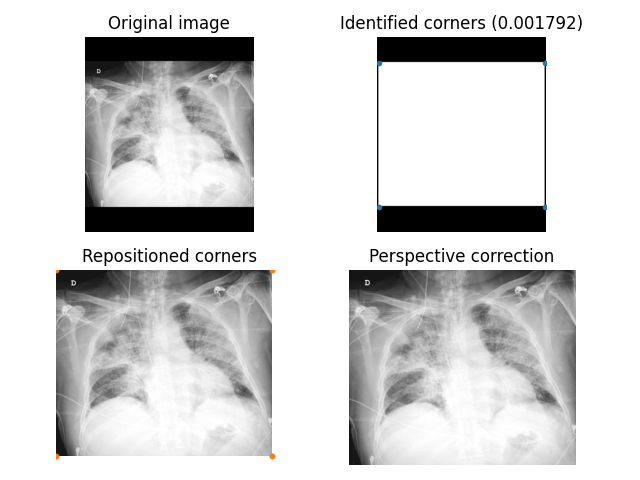 Original image
Identified corners (0.001792)
D
Repositioned corners
Perspective correction
D
D